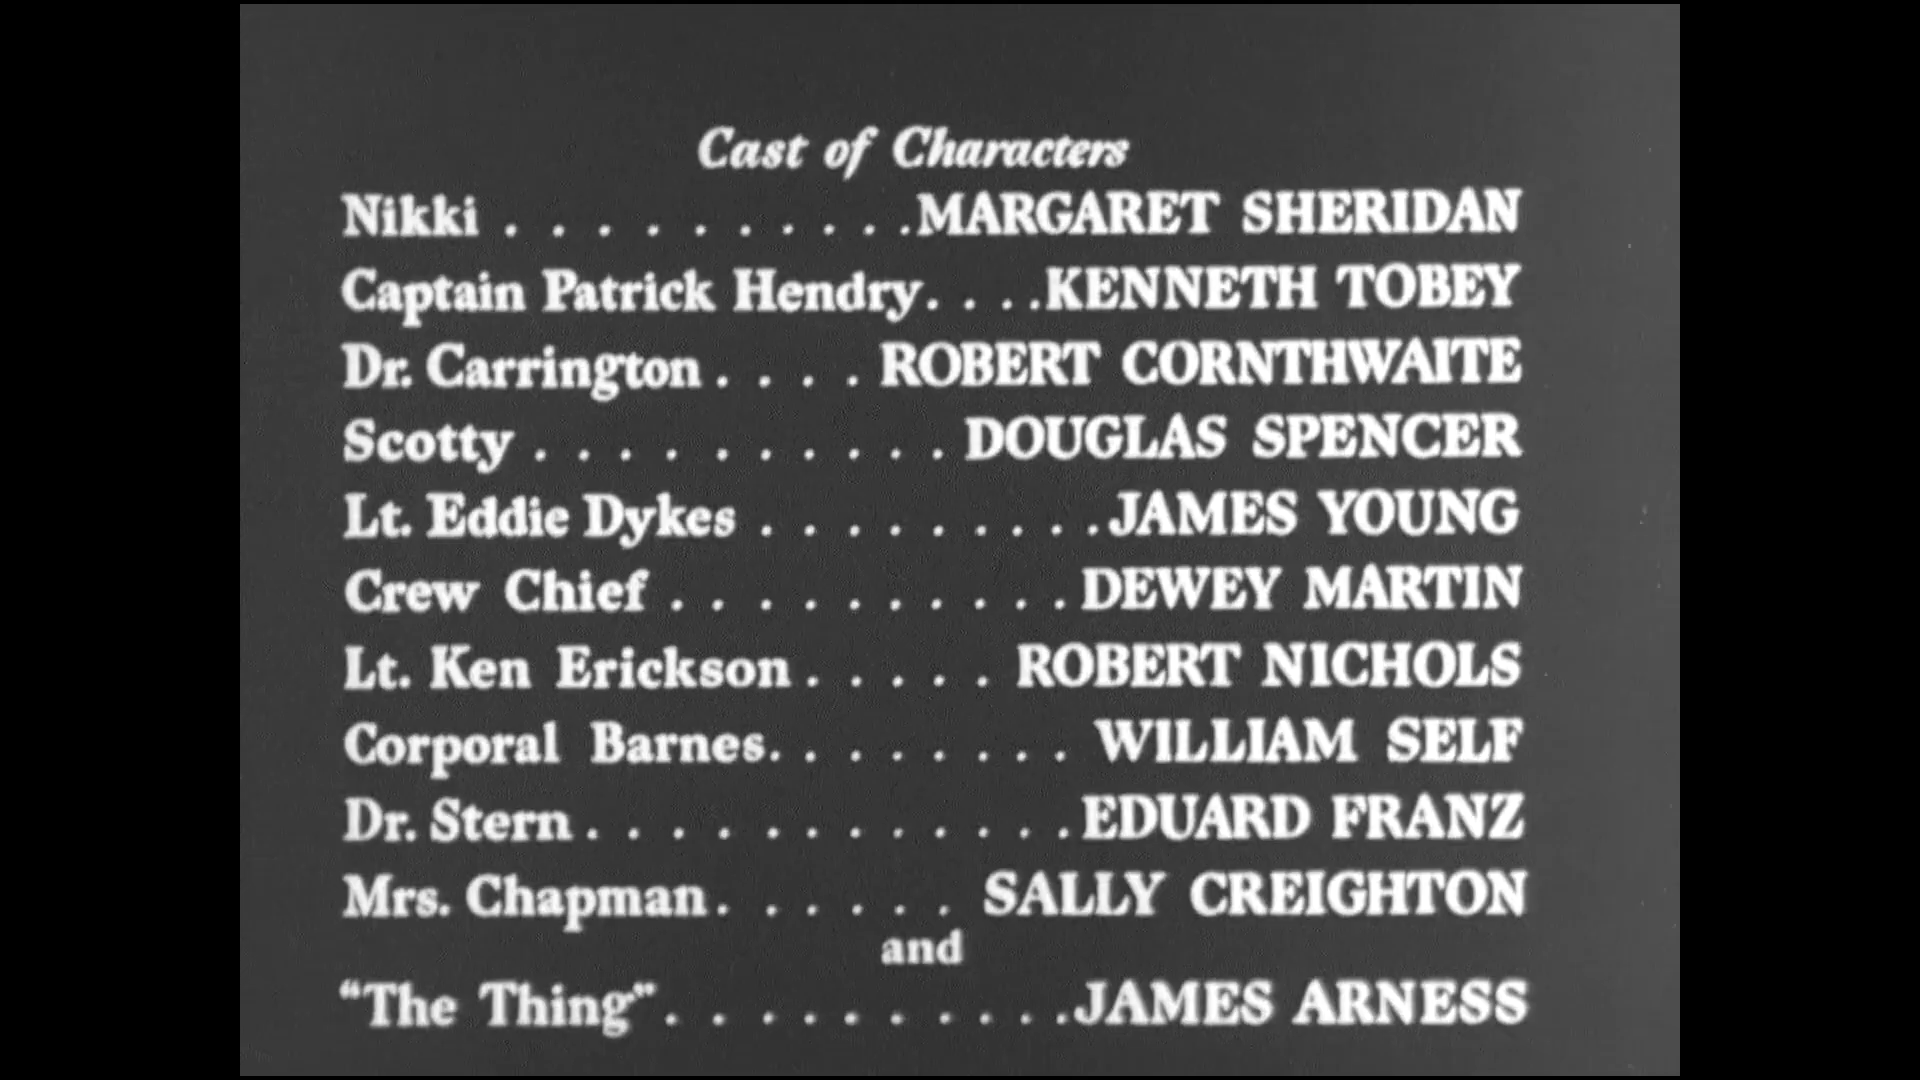 Cast of Characters
Nikki . . . . . . . . . .MARGARET SHERIDAN
Captain Patrick Hendry. . . .KENNETH TOBEY
Dr. Carrington . . . . ROBERT CORNTHWAITE
Scotty . . . . . . . . . . DOUGLAS SPENCER
Lt. Eddie Dykes . . . . . . . . .JAMES YOUNG
Crew Chief . . . . . . . . . . DEWEY MARTIN
Lt. Ken Erickson . . . . . ROBERT NICHOLS
Corporal Barnes. . . . . . . . WILLIAM SELF
Dr. Stern . . . . . . . . . . . . .EDUARD FRANZ
Mrs. Chapman. . . . . . SALLY CREIGHTON
and
“The Thing”. . . . . . . . . . .JAMES ARNESS